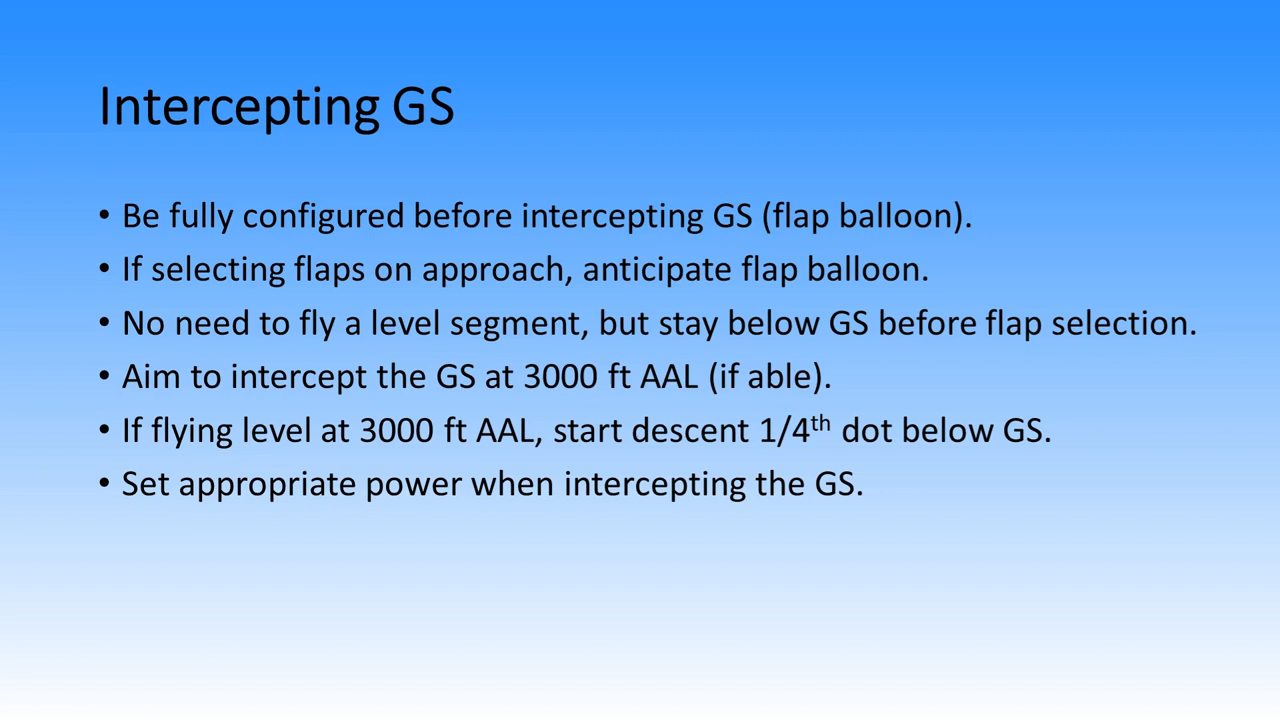 Intercepting GS
• Be fully configured before intercepting GS (flap balloon).
• If selecting flaps on approach, anticipate flap balloon.
• No need to fly a level segment, but stay below GS before flap selection.
• Aim to intercept the GS at 3000 ft AAL (if able).
• If flying level at 3000 ft AAL, start descent 1/4th dot below GS.
• Set appropriate power when intercepting the GS.